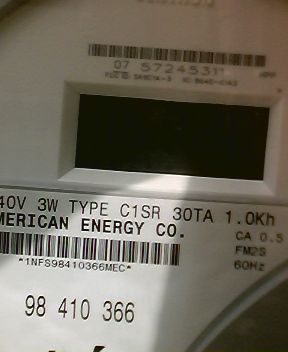 07 5724531
40V 3W TYPE C1SR 30TA 1.0Kh
MERICAN ENERGY CO.
CA 0.5
*1NFS98410366MEC*
FM2S
60Hz
98 410 366